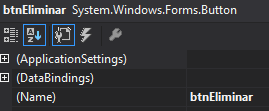 btnEliminar System.Windows.Forms.Button
(ApplicationSettings)
(DataBindings)
(Name) btnEliminar